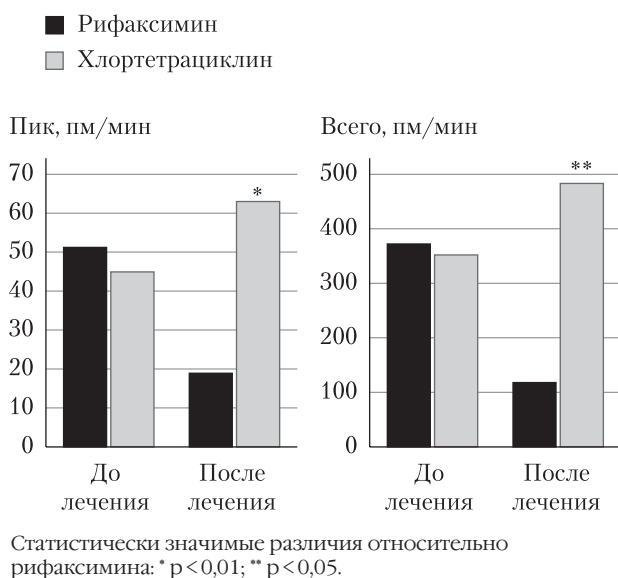 Рифаксимин
Хлортетрациклин
Пик, пм/мин
70
60
50
40
30
20
10
0
*
До
лечения
После
лечения
Всего, пм/мин
500
400
300
200
100
0
**
До
лечения
После
лечения
Статистически значимые различия относительно
рифаксимина: * p<0,01; ** p<0,05.